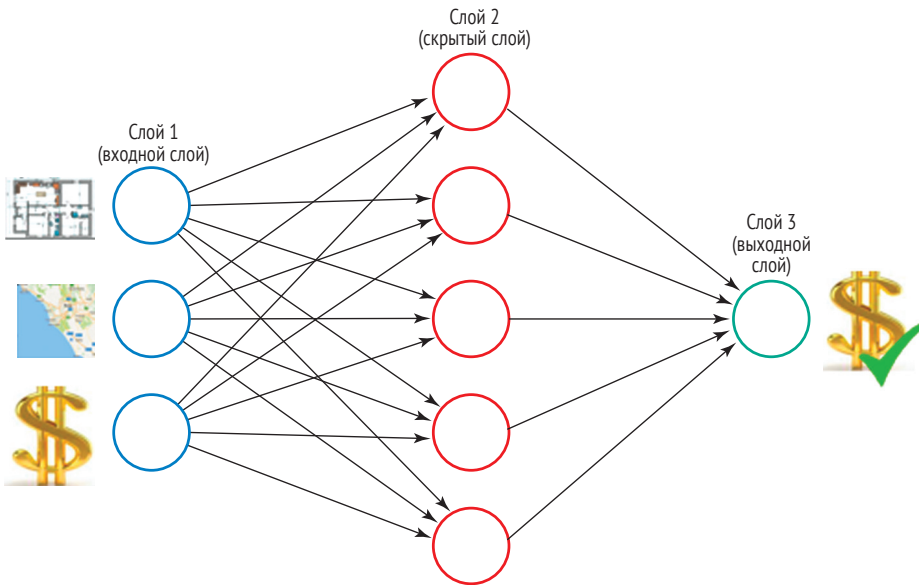 Слой 2
(скрытый слой)
Слой 1
(входной слой)
Слой 3
(выходной
слой)